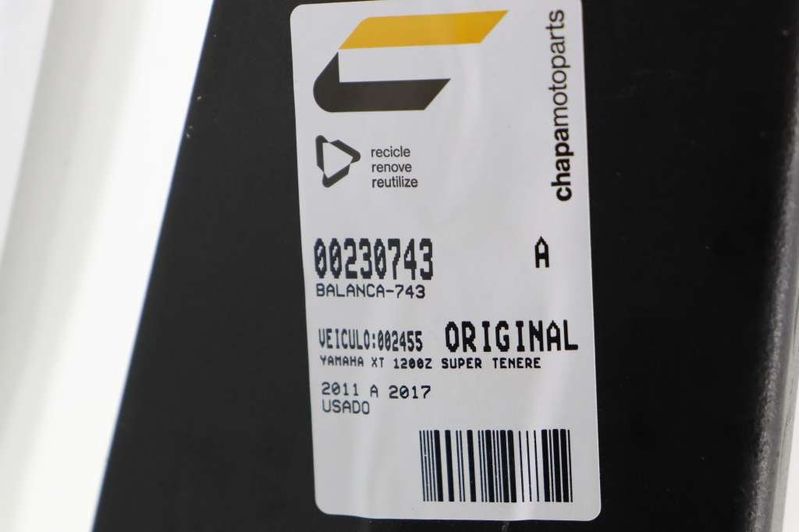 chapamotoparts
recicle
renove
reutilize
00230743 A
BALANCA-743
VEICULO:002455 ORIGINAL
YAMAHA XT 1200Z SUPER TENERE
2011 A 2017
USADO